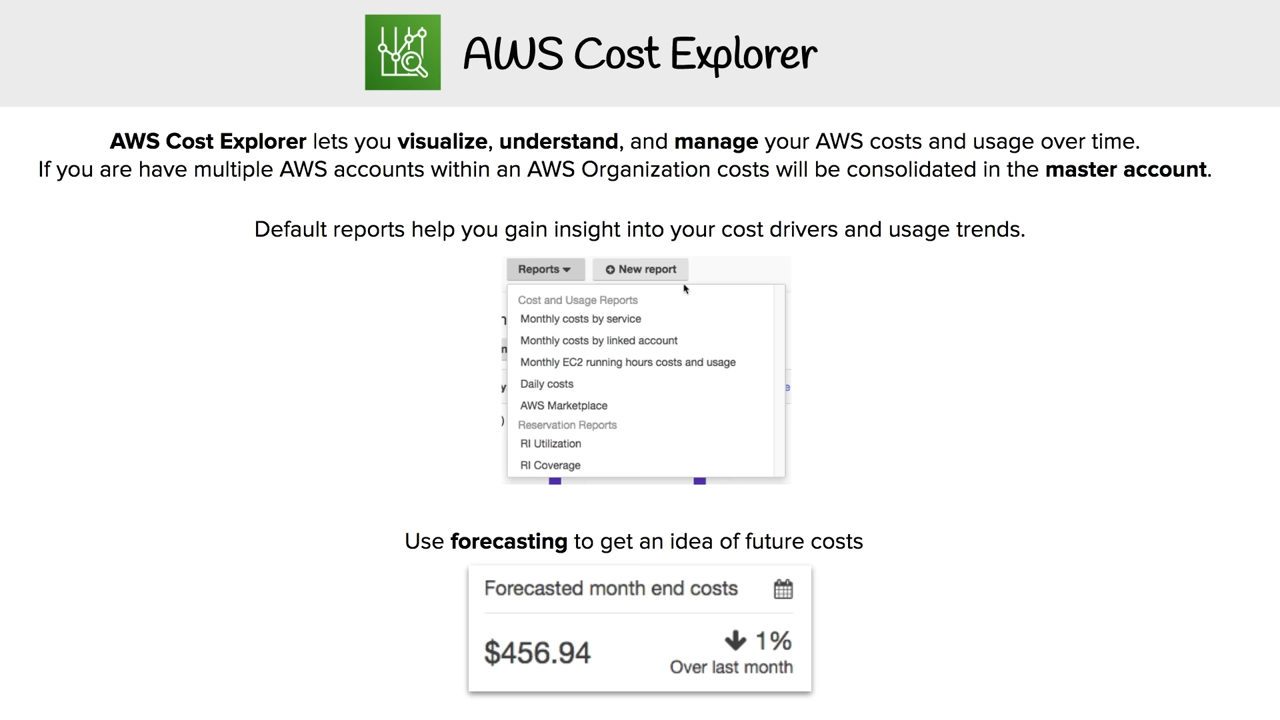 AWS Cost Explorer
AWS Cost Explorer lets you visualize, understand, and manage your AWS costs and usage over time.
If you are have multiple AWS accounts within an AWS Organization costs will be consolidated in the master account.
Default reports help you gain insight into your cost drivers and usage trends.
Reports New report
Cost and Usage Reports
Monthly costs by service
Monthly costs by linked account
Monthly EC2 running hours costs and usage
Daily costs
AWS Marketplace
Reservation Reports
RI Utilization
RI Coverage
Use forecasting to get an idea of future costs
Forecasted month end costs
$456.94
1%
Over last month